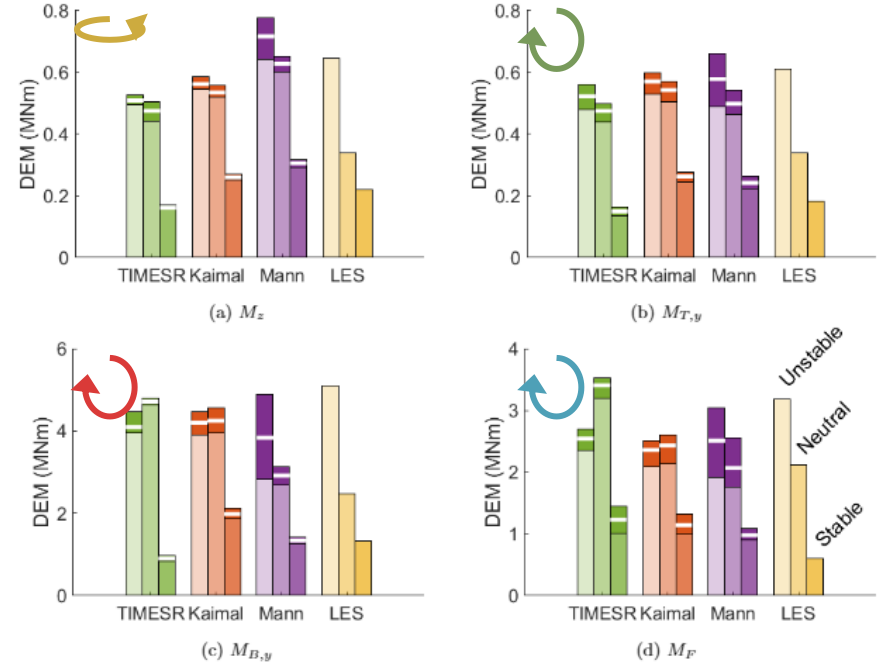 0.8
0.6
0.4
0.2
0
DEM (MNm)
TIMESR Kaimal Mann LES
(a) M_z
0.8
0.6
0.4
0.2
0
DEM (MNm)
TIMESR Kaimal Mann LES
(b) M_{T,y}
6
4
2
0
DEM (MNm)
TIMESR Kaimal Mann LES
(c) M_{B,y}
4
3
2
1
0
DEM (MNm)
Unstable
Neutral
Stable
TIMESR Kaimal Mann LES
(d) M_F